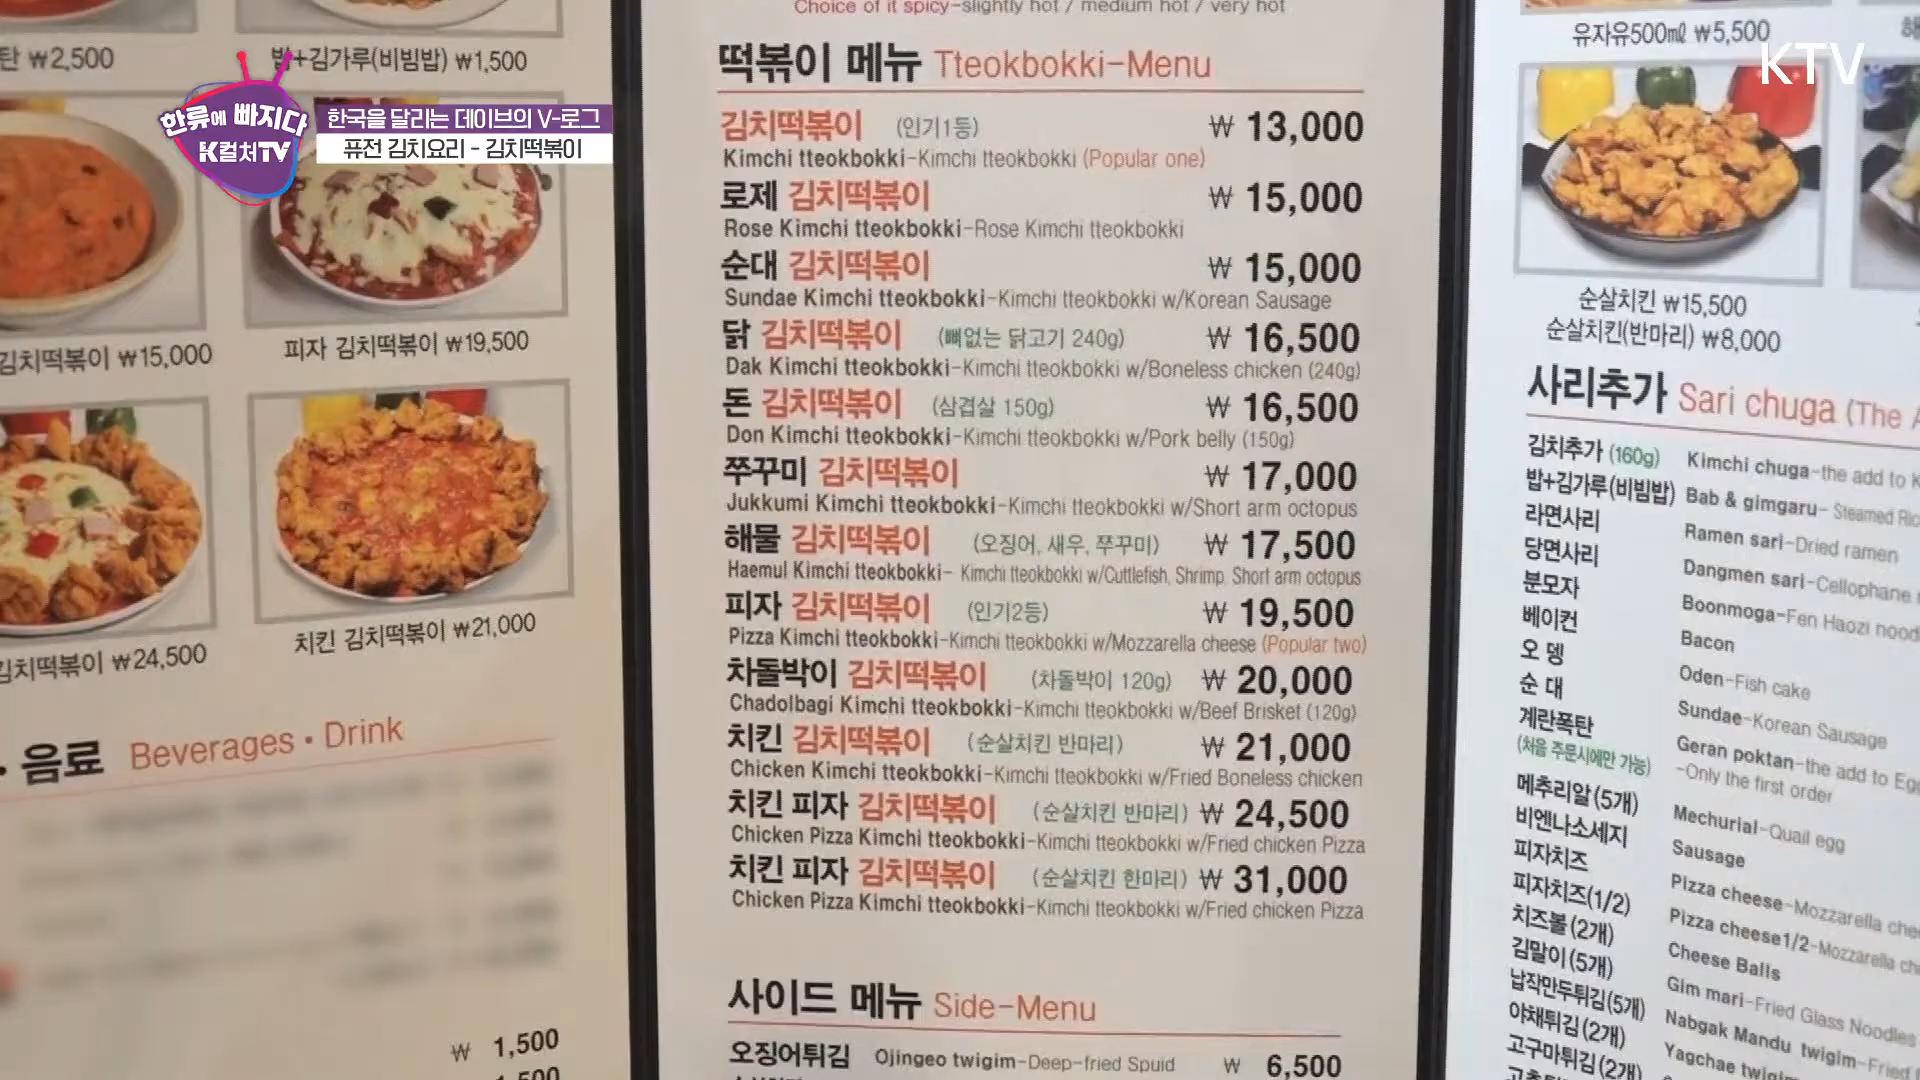 KTV
한류에 빠지다
K컬처TV
한국을 달리는 데이브의 V-로그
퓨전 김치요리 - 김치떡볶이
탄 ₩2,500
밥+김가루(비빔밥) ₩1,500
김치떡볶이 ₩15,000
피자 김치떡볶이 ₩19,500
김치떡볶이 ₩24,500
치킨 김치떡볶이 ₩21,000
음료 Beverages • Drink
₩ 1,500
1,500
Choice of it spicy-slightly hot / medium hot / very hot
떡볶이 메뉴 Tteokbokki-Menu
김치떡볶이 (인기1등) ₩ 13,000
Kimchi tteokbokki-Kimchi tteokbokki (Popular one)
로제 김치떡볶이 ₩ 15,000
Rose Kimchi tteokbokki-Rose Kimchi tteokbokki
순대 김치떡볶이 ₩ 15,000
Sundae Kimchi tteokbokki-Kimchi tteokbokki w/Korean Sausage
닭 김치떡볶이 (뼈없는 닭고기 240g) ₩ 16,500
Dak Kimchi tteokbokki-Kimchi tteokbokki w/Boneless chicken (240g)
돈 김치떡볶이 (삼겹살 150g) ₩ 16,500
Don Kimchi tteokbokki-Kimchi tteokbokki w/Pork belly (150g)
쭈꾸미 김치떡볶이 ₩ 17,000
Jukkumi Kimchi tteokbokki-Kimchi tteokbokki w/Short arm octopus
해물 김치떡볶이 (오징어, 새우, 쭈꾸미) ₩ 17,500
Haemul Kimchi tteokbokki- Kimchi tteokbokki w/Cuttlefish, Shrimp, Short arm octopus
피자 김치떡볶이 (인기2등) ₩ 19,500
Pizza Kimchi tteokbokki-Kimchi tteokbokki w/Mozzarella cheese (Popular two)
차돌박이 김치떡볶이 (차돌박이 120g) ₩ 20,000
Chadolbagi Kimchi tteokbokki-Kimchi tteokbokki w/Beef Brisket (120g)
치킨 김치떡볶이 (순살치킨 반마리) ₩ 21,000
Chicken Kimchi tteokbokki-Kimchi tteokbokki w/Fried Boneless chicken
치킨 피자 김치떡볶이 (순살치킨 반마리) ₩ 24,500
Chicken Pizza Kimchi tteokbokki-Kimchi tteokbokki w/Fried chicken Pizza
치킨 피자 김치떡볶이 (순살치킨 한마리) ₩ 31,000
Chicken Pizza Kimchi tteokbokki-Kimchi tteokbokki w/Fried chicken Pizza
사이드 메뉴 Side-Menu
오징어튀김 Ojingeo twigim-Deep-fried Spuid ₩ 6,500
유자유500㎖ ₩5,500
순살치킨 ₩15,500
순살치킨(반마리) ₩8,000
사리추가 Sari chuga (The
김치추가 (160g) Kimchi chuga-the add to
밥+김가루(비빔밥) Bab & gimgaru- Steamed
라면사리 Ramen sari-Dried ramen
당면사리 Dangmen sari-Cellophane
분모자 Boonmoga-Fen Haozi
베이컨 Bacon
오 뎅 Oden-Fish cake
순 대 Sundae-Korean Sausage
계란폭탄 Geran poktan-the add to
(처음 주문시에만 가능) -Only the first order
메추리알 (5개) Mechurial-Quail egg
비엔나소세지 Sausage
피자치즈 Pizza cheese-Mozzarella
피자치즈(1/2) Pizza cheese1/2-Mozzarella
치즈볼 (2개) Cheese Balls
김말이 (5개) Gim mari-Fried Glass Noodles
납작만두튀김 (5개) Nabgak Mandu twigim-Fried
야채튀김 (2개) Yagchae
고구마튀김 (2개)